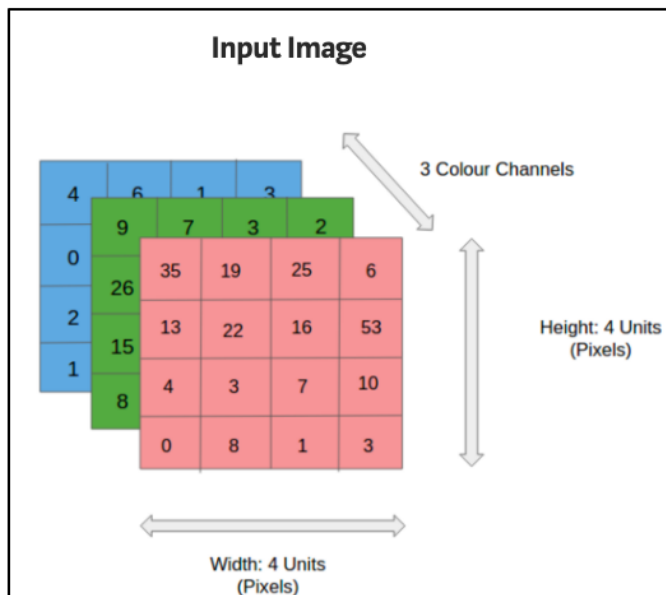 Input Image
3 Colour Channels
4 6 1 3
9 7 3 2
0
35 19 25 6
26
2
13 22 16 53
Height: 4 Units
(Pixels)
15
1
4 3 7 10
8
0 8 1 3
Width: 4 Units
(Pixels)